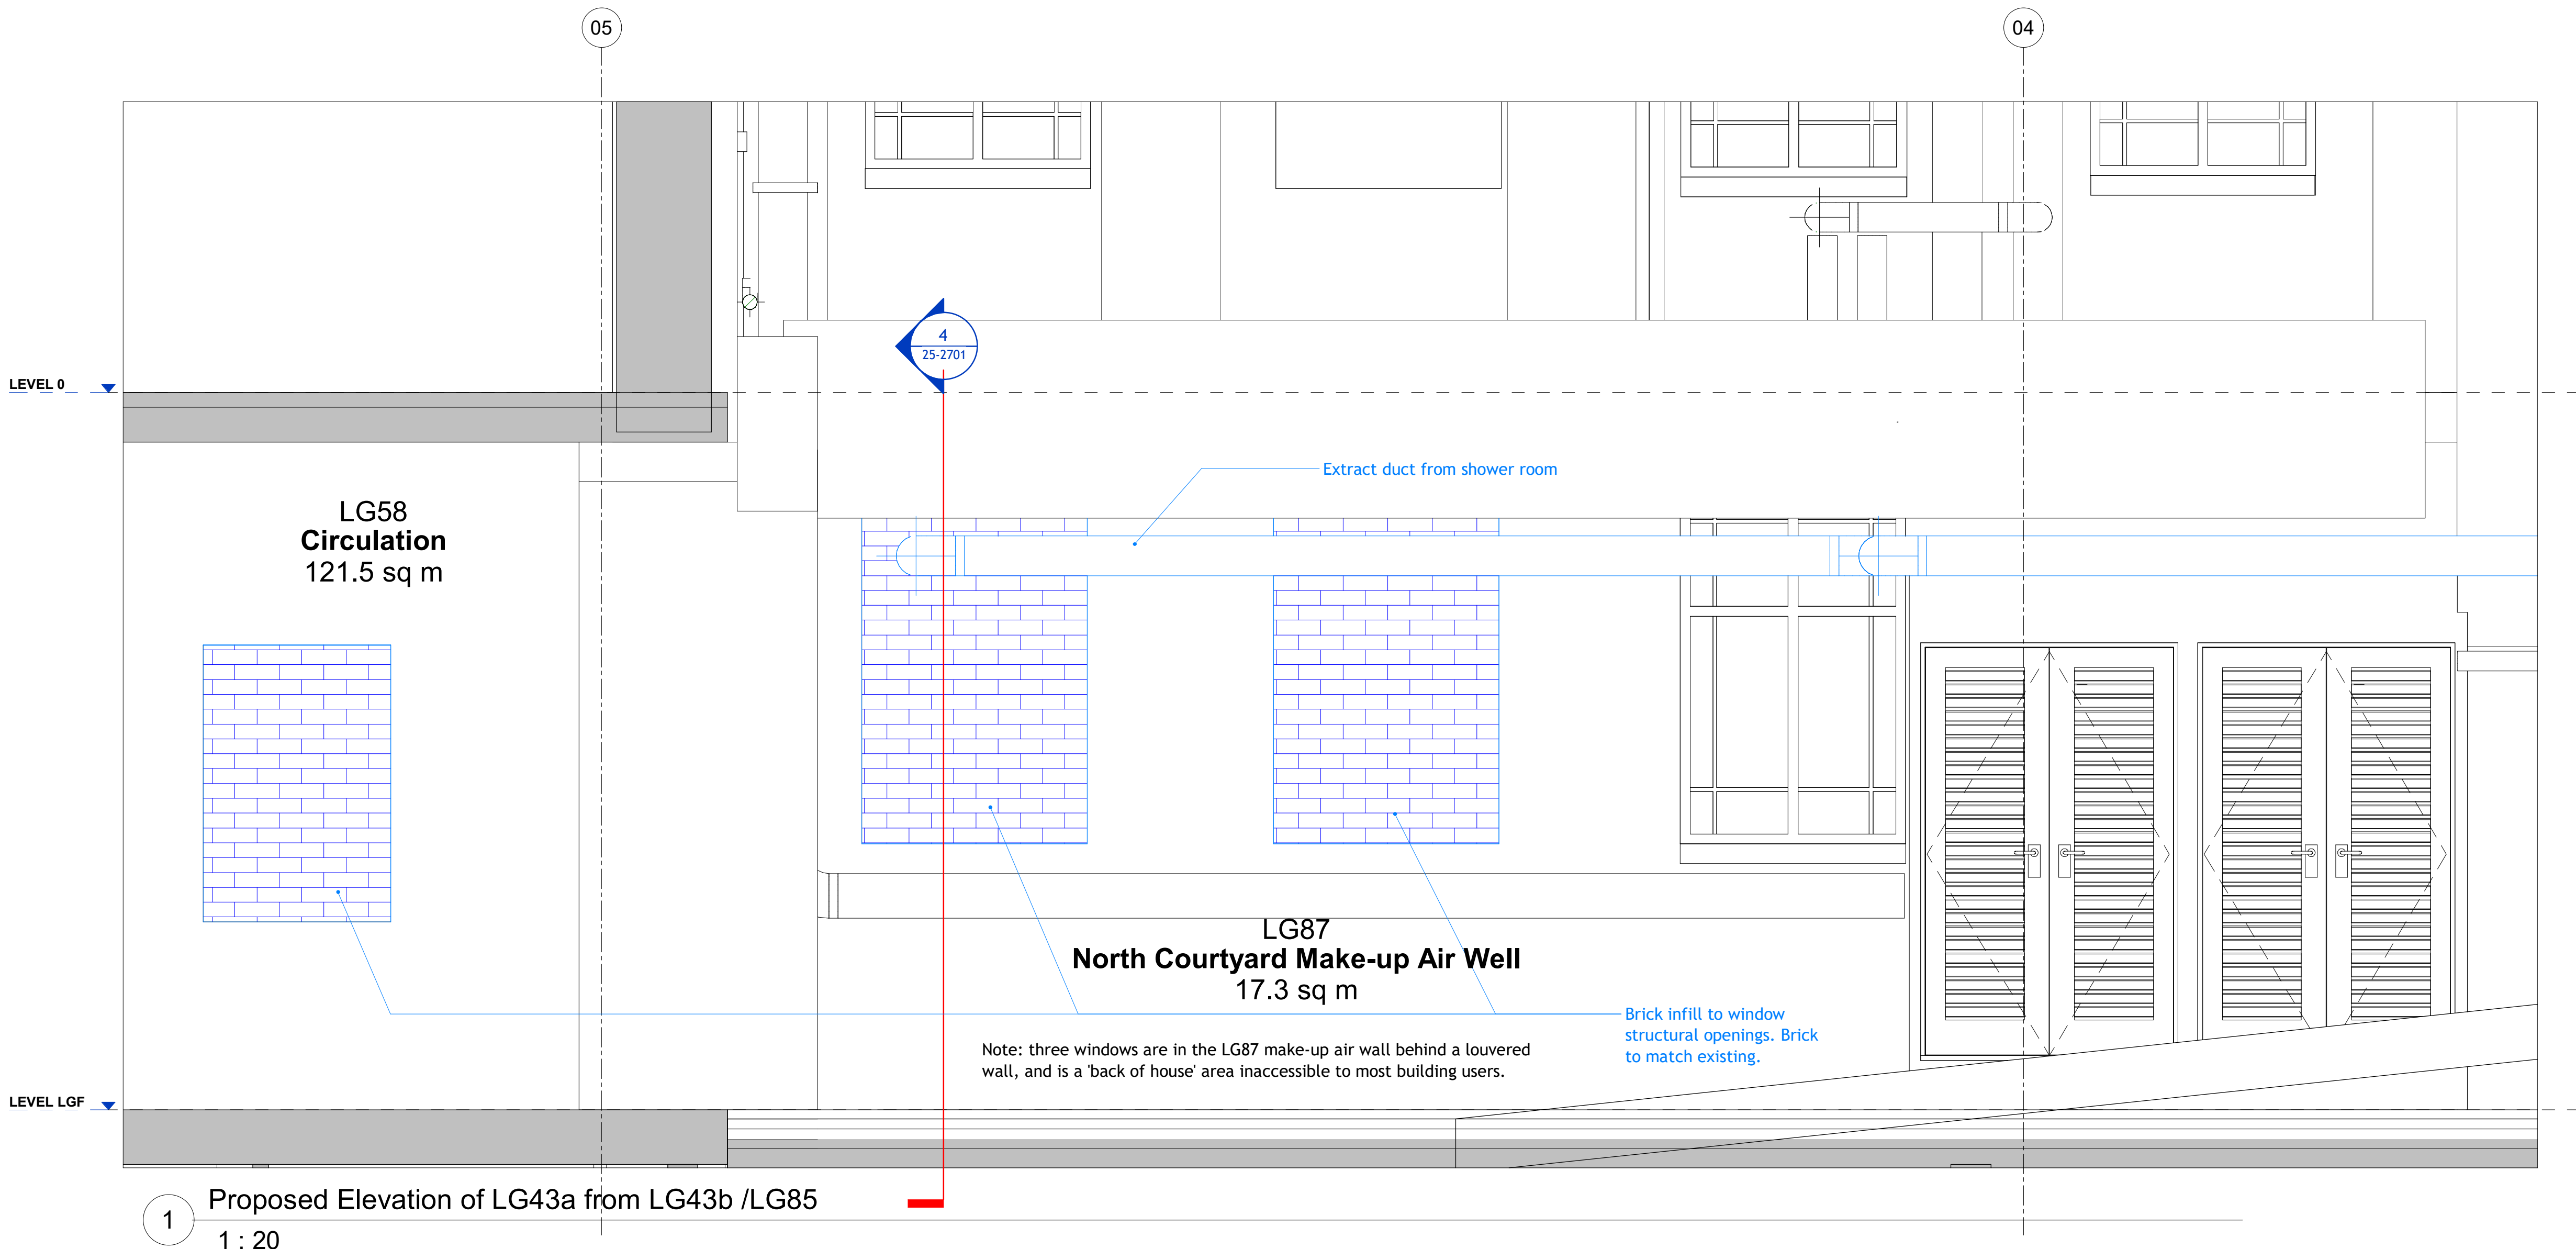 05
04
4
25-2701
LEVEL 0
Extract duct from shower room
LG58
Circulation
121.5 sq m
LG87
North Courtyard Make-up Air Well
17.3 sq m
Brick infill to window
structural openings. Brick
to match existing.
Note: three windows are in the LG87 make-up air wall behind a louvered
wall, and is a 'back of house' area inaccessible to most building users.
LEVEL LGF
1
Proposed Elevation of LG43a from LG43b /LG85
1 : 20